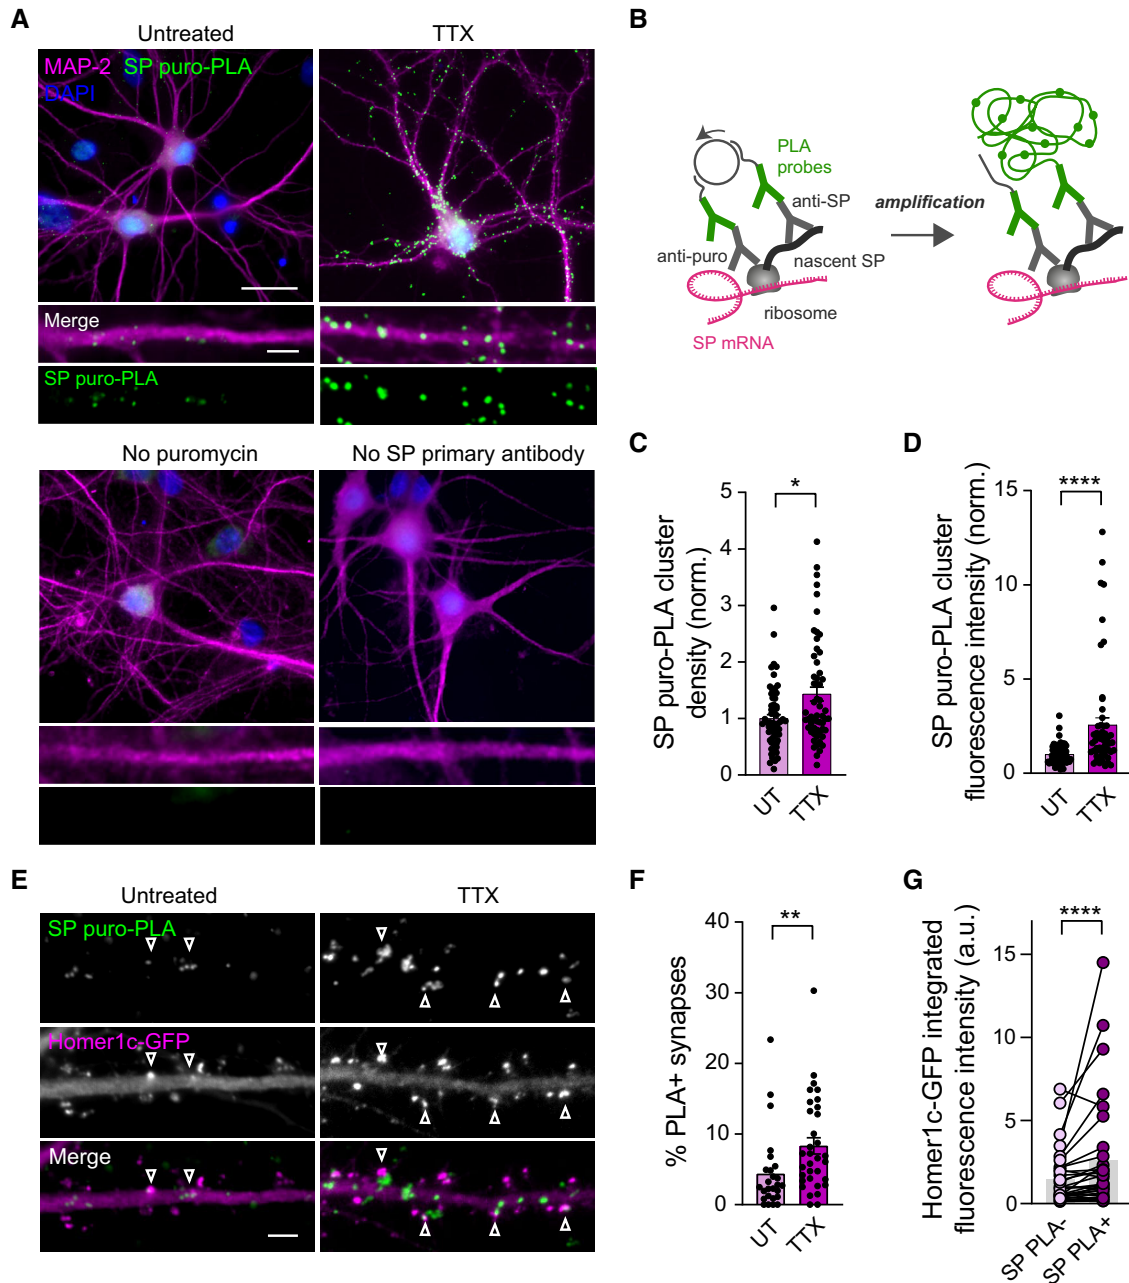 A
Untreated
TTX
MAP-2 SP puro-PLA
DAPI
Merge
SP puro-PLA
No puromycin
No SP primary antibody
B
PLA
probes
anti-SP
amplification
anti-puro
nascent SP
ribosome
SP mRNA
C
SP puro-PLA cluster
density (norm.)
5
4
3
2
1
0
*
UT
TTX
D
SP puro-PLA cluster
fluorescence intensity (norm.)
15
10
5
0
****
UT
TTX
E
Untreated
TTX
SP puro-PLA
Homer1c-GFP
Merge
F
% PLA+ synapses
40
30
20
10
0
**
UT
TTX
G
Homer1c-GFP integrated
fluorescence intensity (a.u.)
15
10
5
0
****
SP PLA-
SP PLA+